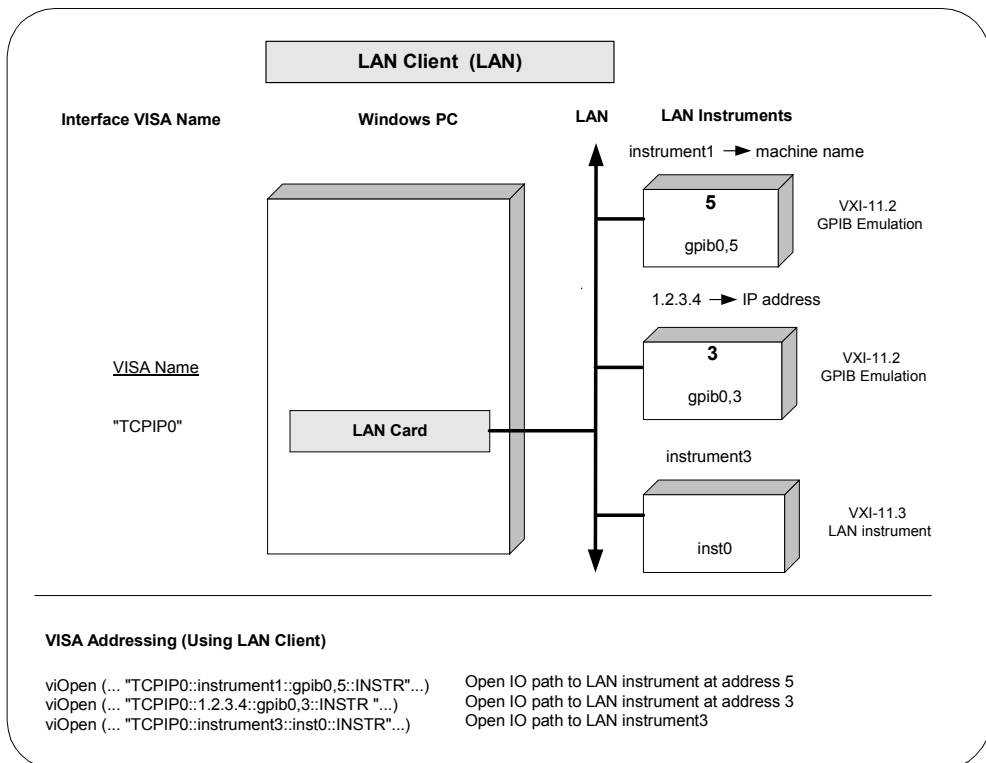 LAN Client (LAN)
Interface VISA Name
Windows PC
LAN
LAN Instruments
instrument1 → machine name
5
gpib0,5
VXI-11.2
GPIB Emulation
1.2.3.4 → IP address
3
gpib0,3
VXI-11.2
GPIB Emulation
VISA Name
"TCPIP0"
LAN Card
instrument3
inst0
VXI-11.3
LAN instrument
VISA Addressing (Using LAN Client)
viOpen (... "TCPIP0::instrument1::gpib0,5::INSTR"...) Open IO path to LAN instrument at address 5
viOpen (... "TCPIP0::1.2.3.4::gpib0,3::INSTR "...) Open IO path to LAN instrument at address 3
viOpen (... "TCPIP0::instrument3::inst0::INSTR"...) Open IO path to LAN instrument3